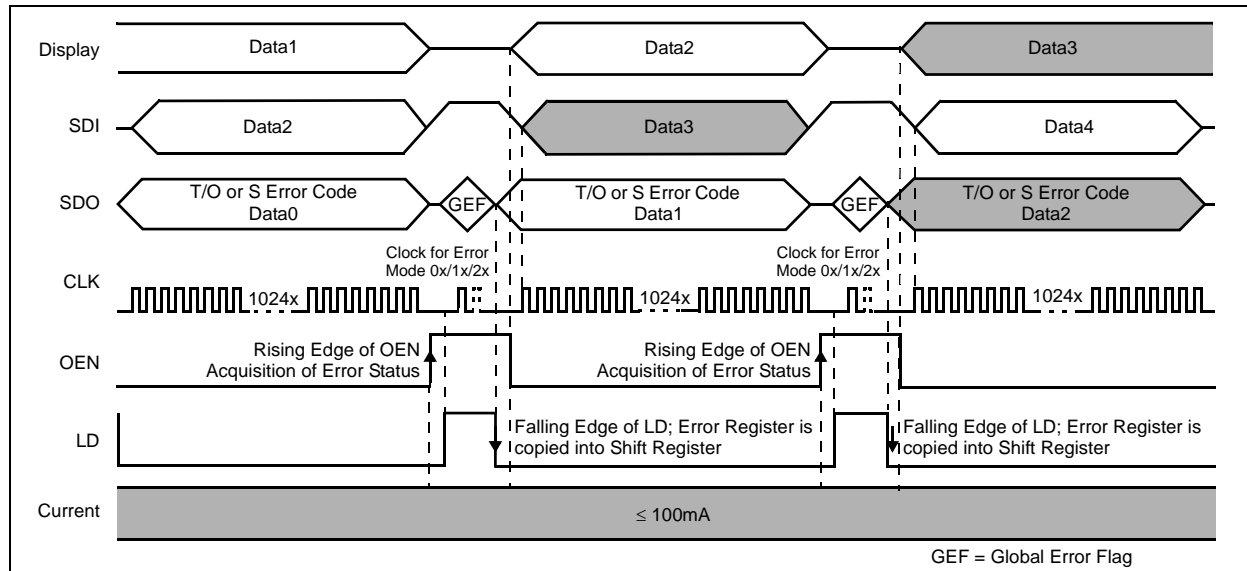 Display
Data1
Data2
Data3
SDI
Data2
Data3
Data4
SDO
T/O or S Error Code
Data0
GEF
T/O or S Error Code
Data1
GEF
T/O or S Error Code
Data2
Clock for Error
Mode 0x/1x/2x
Clock for Error
Mode 0x/1x/2x
CLK
1024x
1024x
1024x
OEN
Rising Edge of OEN
Acquisition of Error Status
Rising Edge of OEN
Acquisition of Error Status
LD
Falling Edge of LD; Error Register is
copied into Shift Register
Falling Edge of LD; Error Register is
copied into Shift Register
Current
≤ 100mA
GEF = Global Error Flag